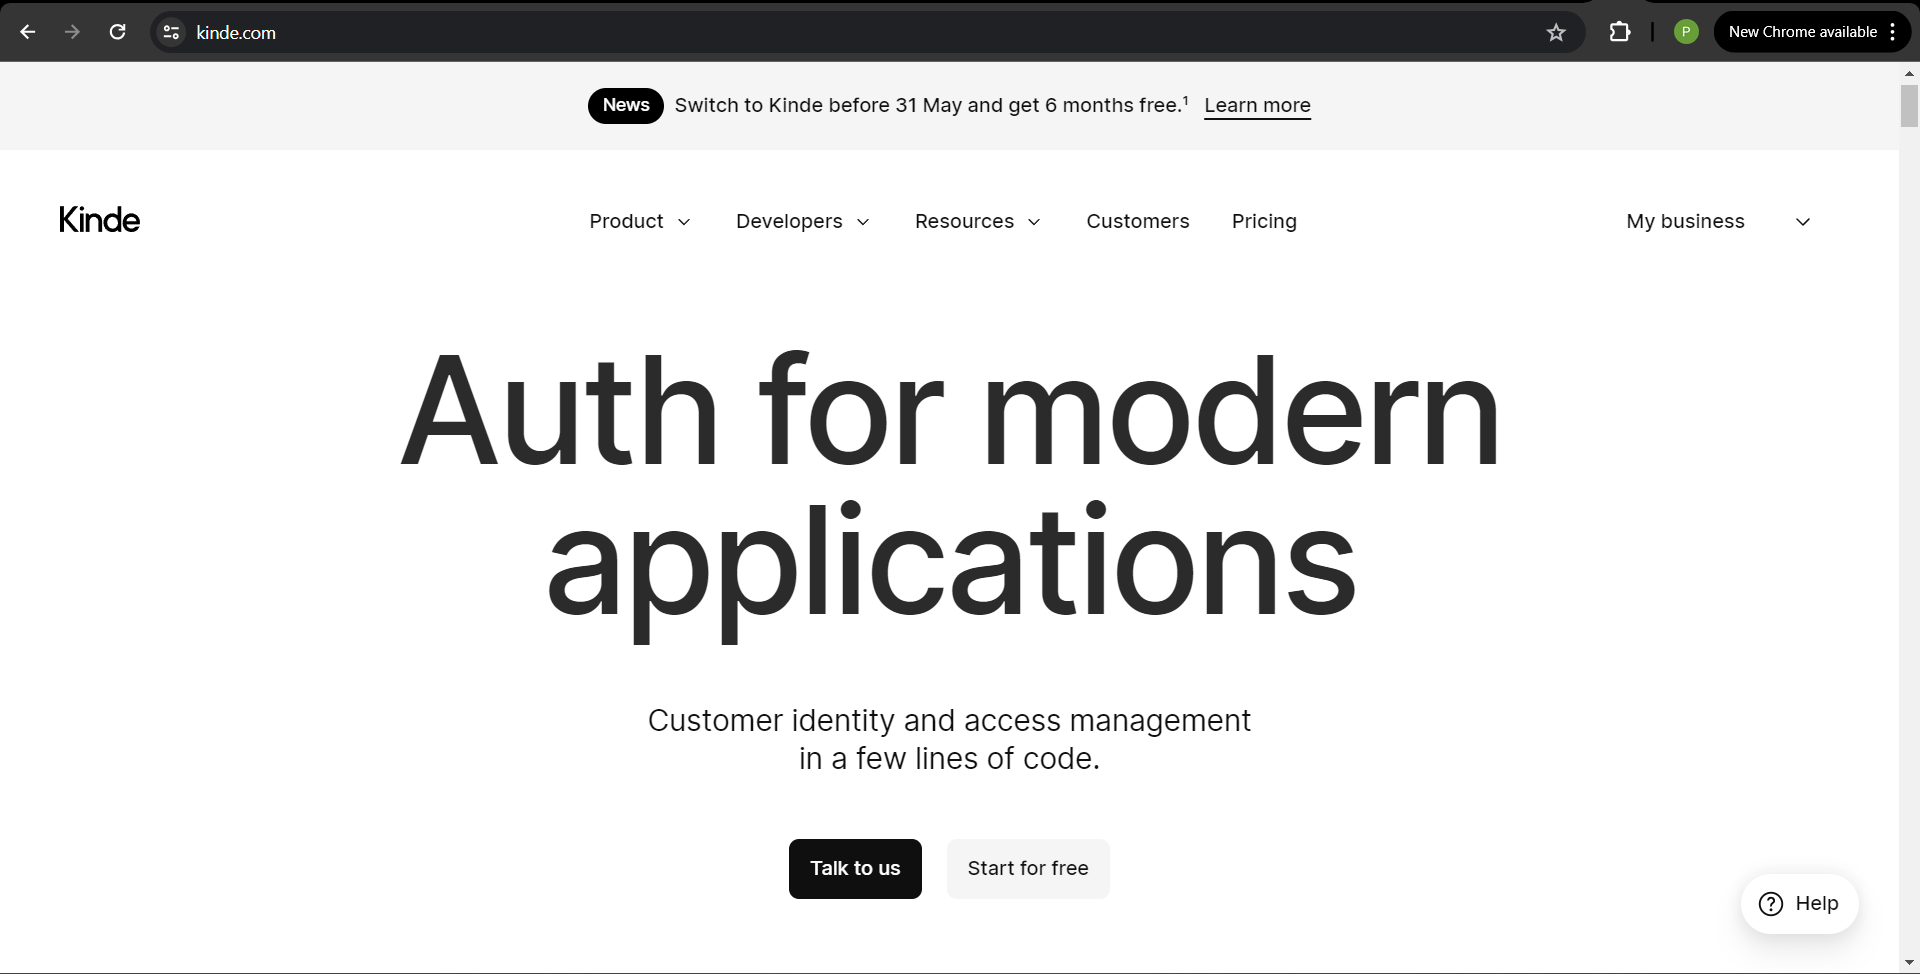 kinde.com
P
New Chrome available
News Switch to Kinde before 31 May and get 6 months free.¹ Learn more
Kinde
Product Developers Resources Customers Pricing
My business
Auth for modern
applications
Customer identity and access management
in a few lines of code.
Talk to us
Start for free
Help